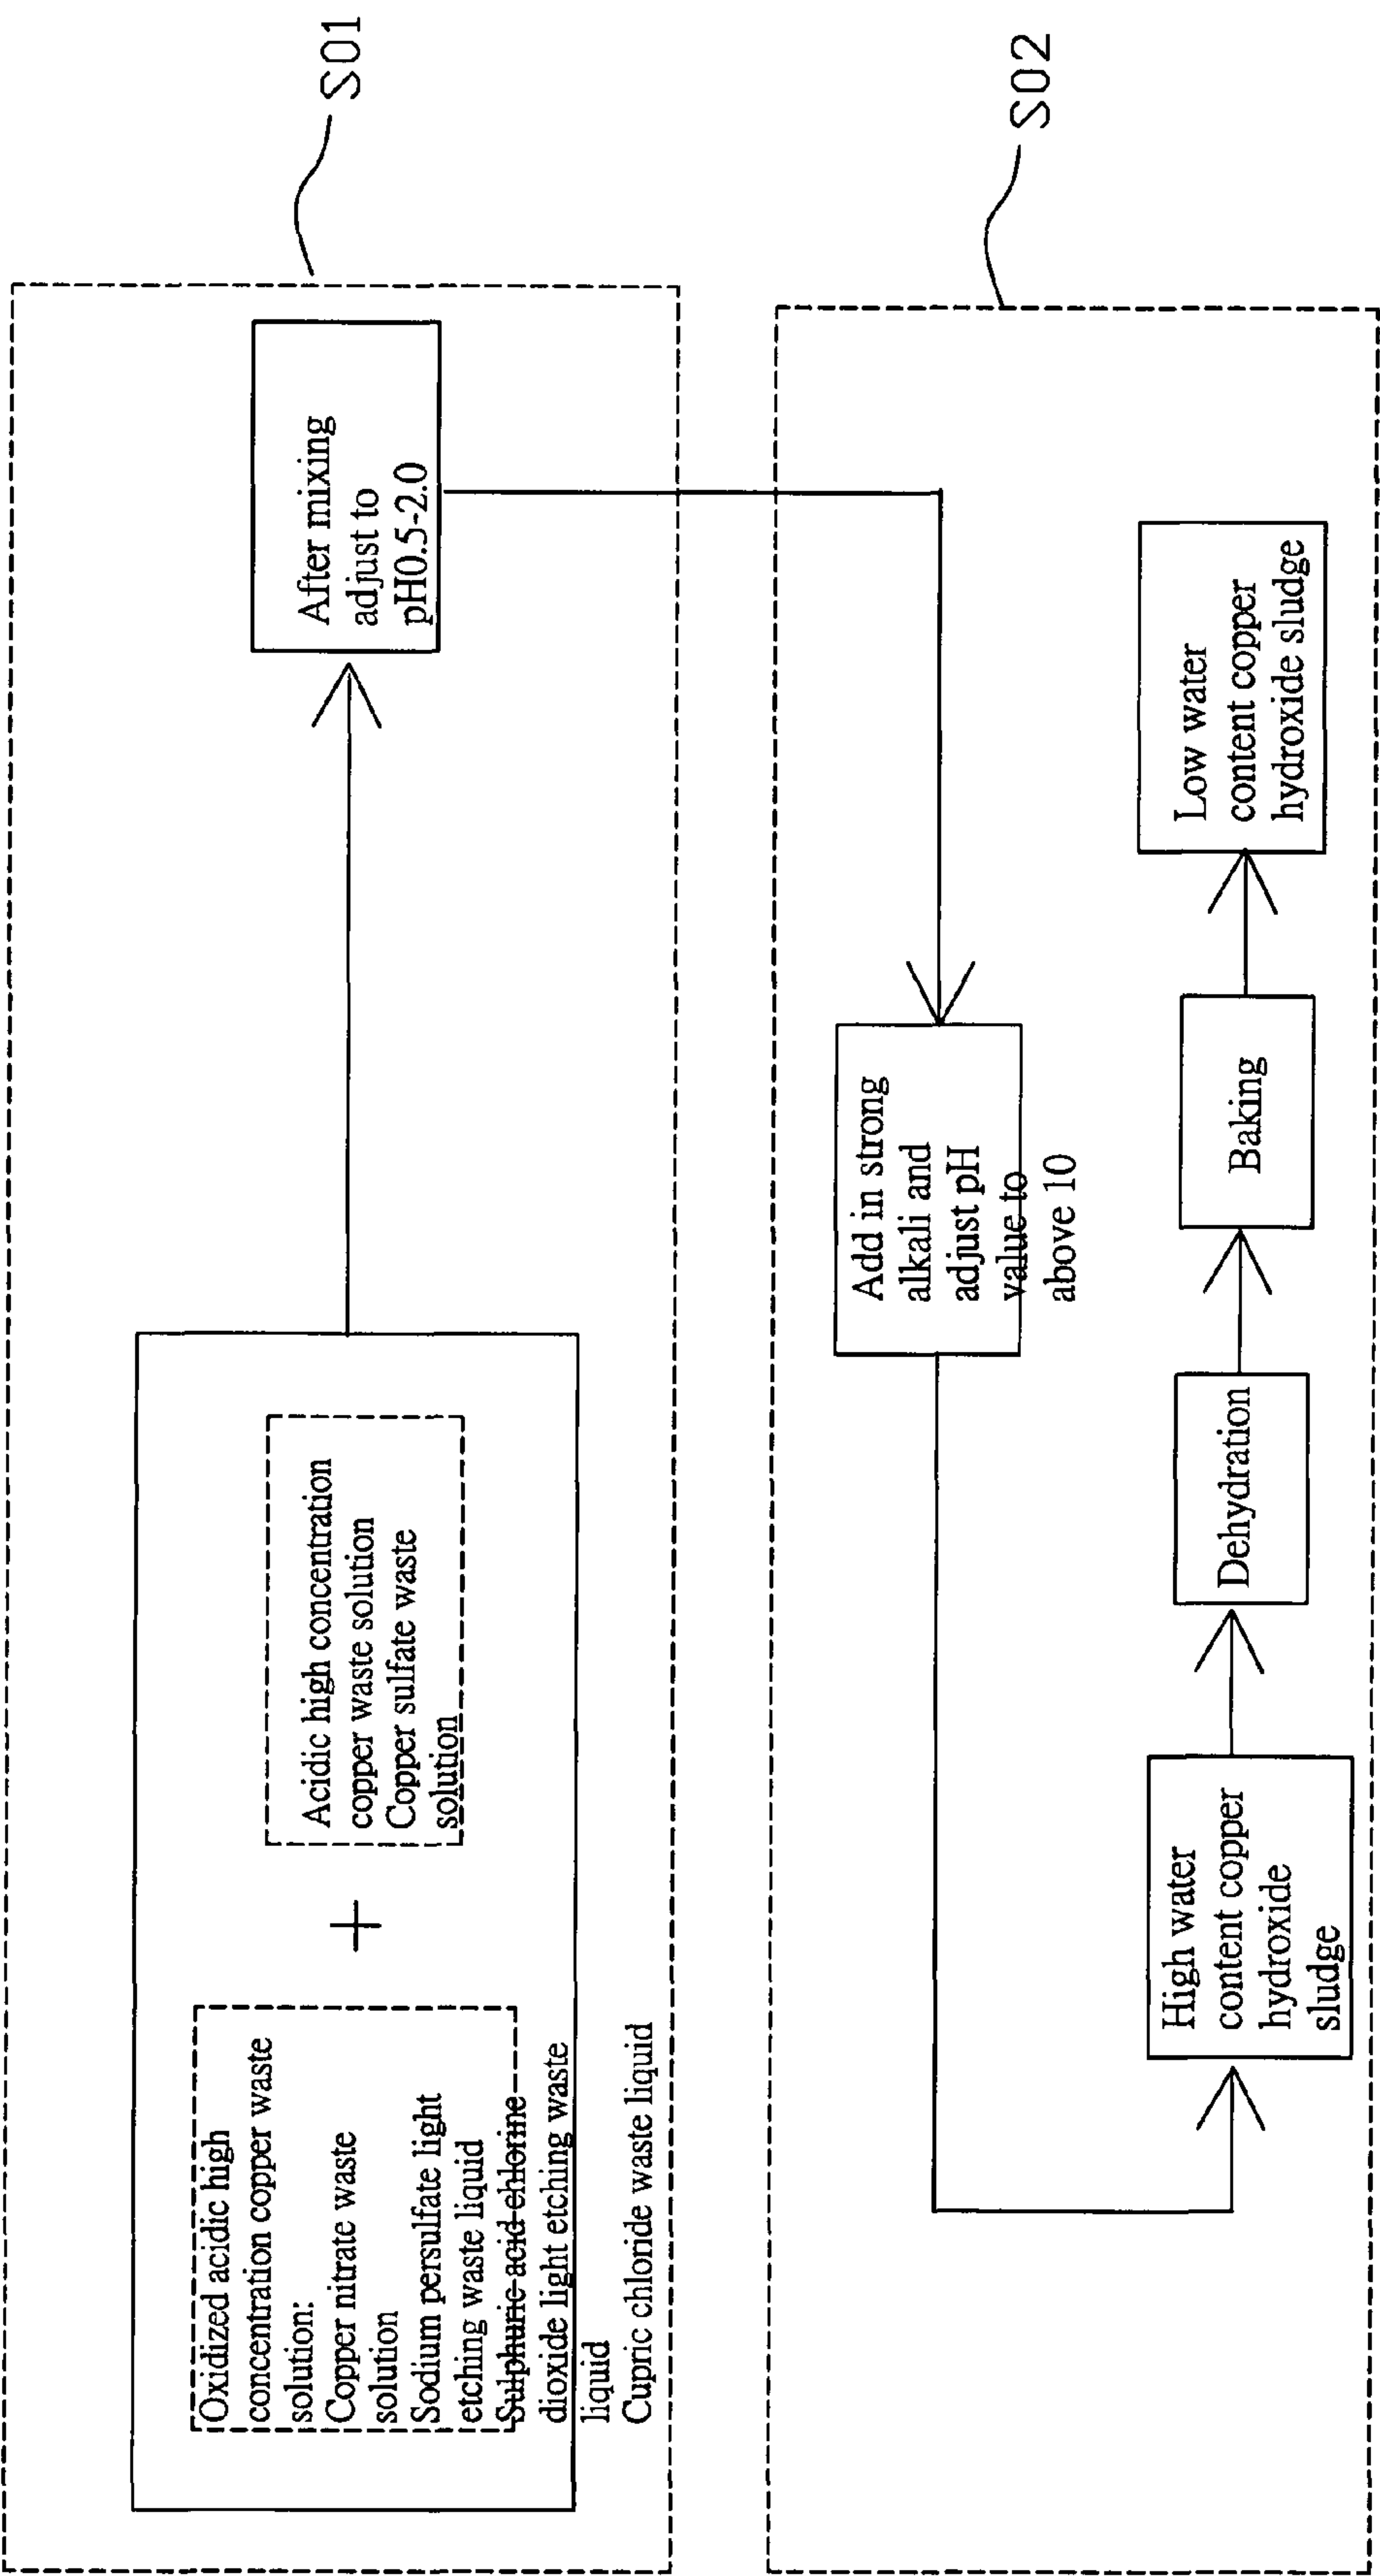 Oxidized acidic high
concentration copper waste
solution:
Copper nitrate waste
solution
Sodium persulfate light
etching waste liquid
Sulphuric acid chlorine
dioxide light etching waste
liquid
Cupric chloride waste liquid
+
Acidic high concentration
copper waste solution
Copper sulfate waste
solution
After mixing
adjust to
pH0.5-2.0
S01
Add in strong
alkali and
adjust pH
value to
above 10
High water
content copper
hydroxide
sludge
Dehydration
Baking
Low water
content copper
hydroxide sludge
S02